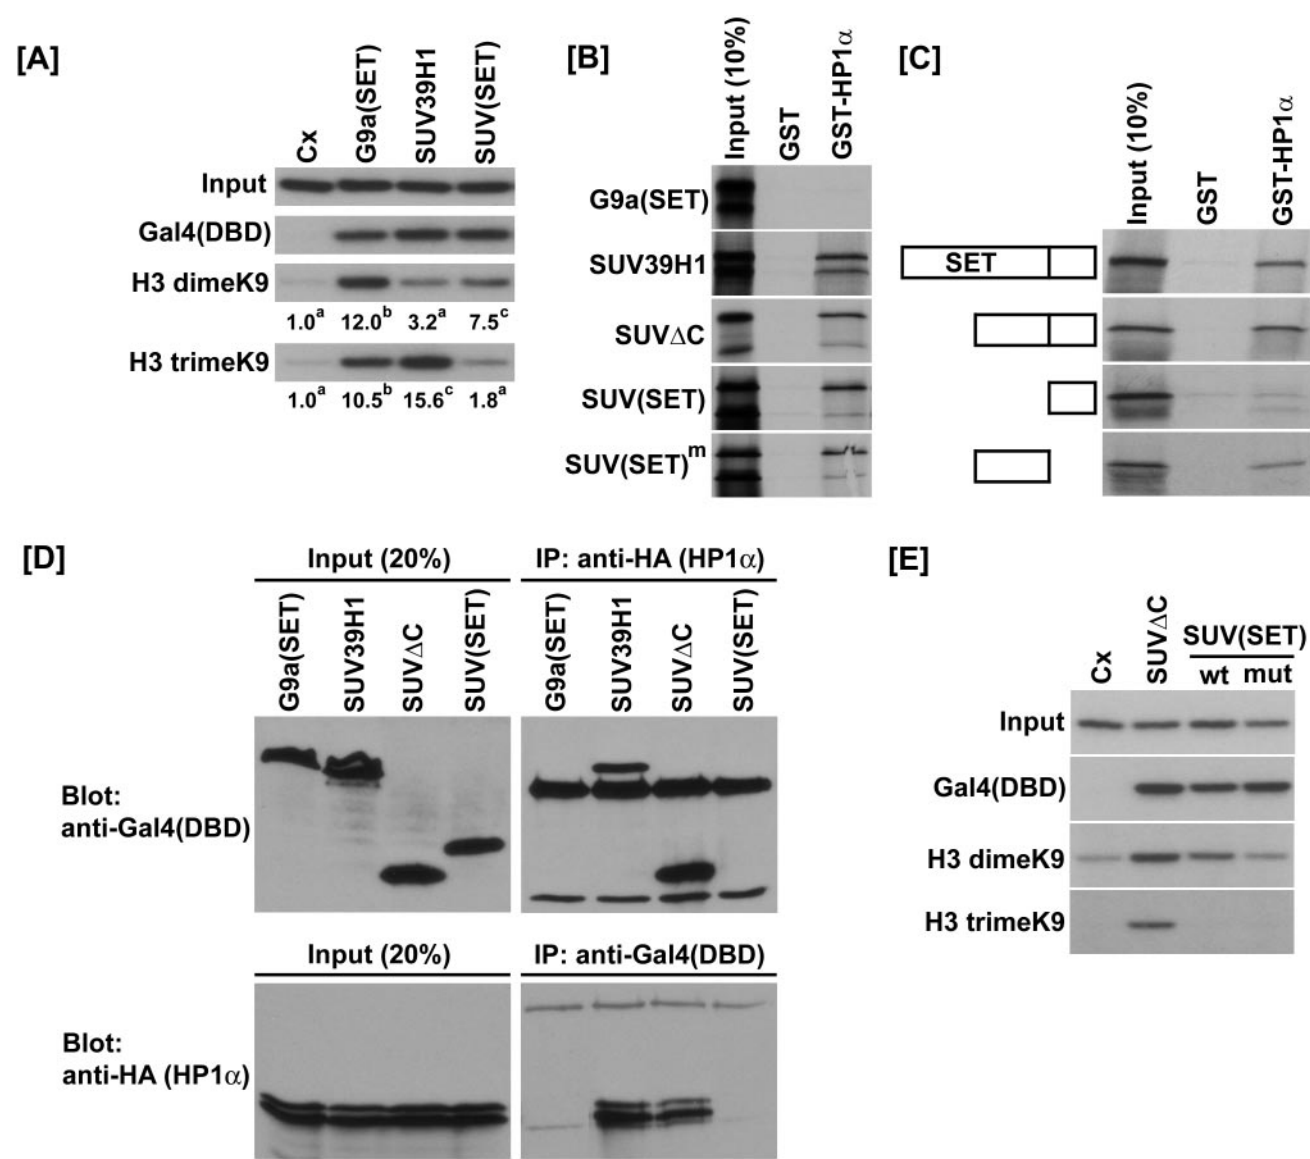 [A]
Cx
G9a(SET)
SUV39H1
SUV(SET)
Input
Gal4(DBD)
H3 dimeK9
1.0a 12.0b 3.2a 7.5c
H3 trimeK9
1.0a 10.5b 15.6c 1.8a
[B]
Input (10%)
GST
GST-HP1α
G9a(SET)
SUV39H1
SUVΔC
SUV(SET)
SUV(SET)m
[C]
Input (10%)
GST
GST-HP1α
SET
[D]
Input (20%)
IP: anti-HA (HP1α)
G9a(SET)
SUV39H1
SUVΔC
SUV(SET)
G9a(SET)
SUV39H1
SUVΔC
SUV(SET)
Blot:
anti-Gal4(DBD)
Input (20%)
IP: anti-Gal4(DBD)
Blot:
anti-HA (HP1α)
[E]
Cx
SUVΔC
SUV(SET)
wt mut
Input
Gal4(DBD)
H3 dimeK9
H3 trimeK9